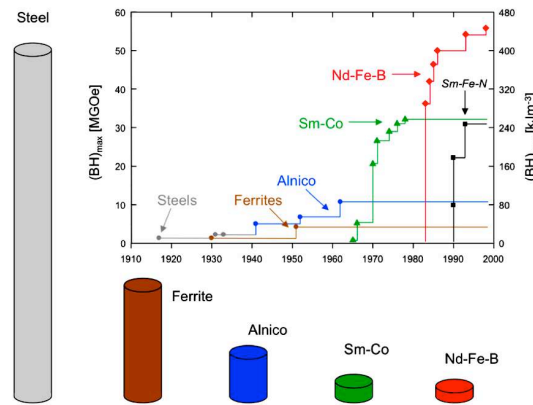 Steel
(BH)max [MGOe]
60
50
40
30
20
10
0
Steels
Ferrites
Alnico
Sm-Co
Nd-Fe-B
Sm-Fe-N
480
400
320
240
160
80
0
(BH) [kJm-3]
1910 1920 1930 1940 1950 1960 1970 1980 1990 2000
Ferrite
Alnico
Sm-Co
Nd-Fe-B